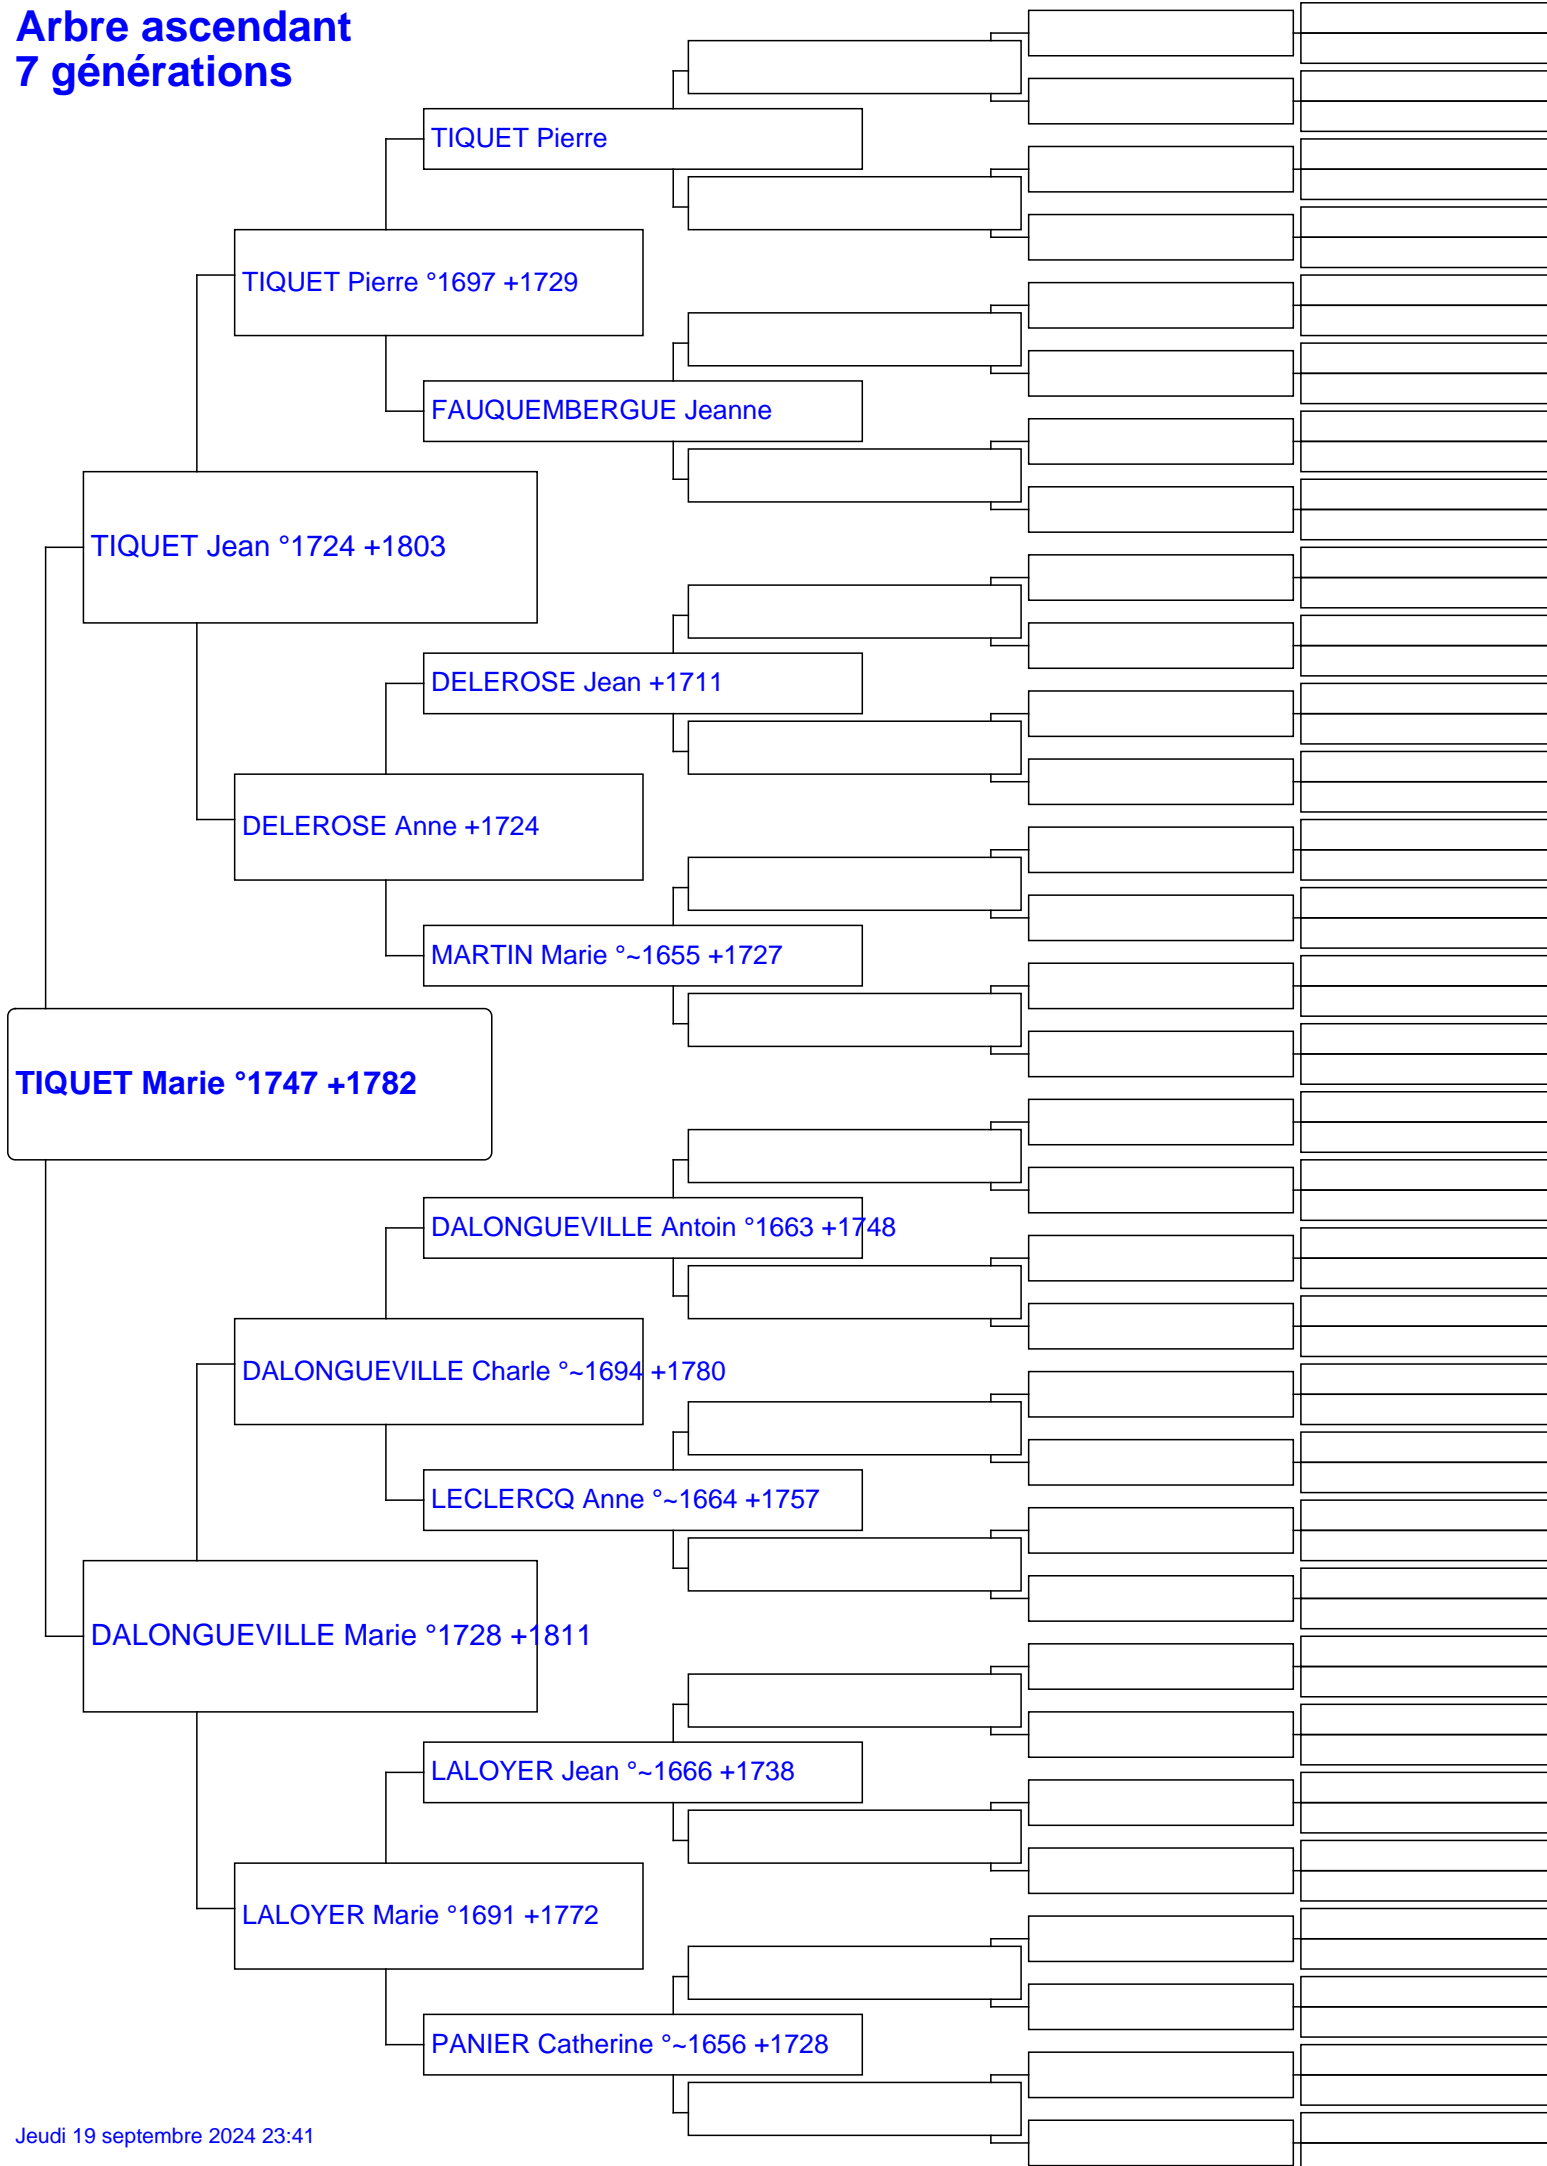 Arbre ascendant
7 générations
TIQUET Pierre
TIQUET Pierre °1697 +1729
FAUQUEMBERGUE Jeanne
TIQUET Jean °1724 +1803
DELEROSE Jean +1711
DELEROSE Anne +1724
MARTIN Marie °~1655 +1727
TIQUET Marie °1747 +1782
DALONGUEVILLE Antoin °1663 +1748
DALONGUEVILLE Charle °~1694 +1780
LECLERCQ Anne °~1664 +1757
DALONGUEVILLE Marie °1728 +1811
LALOYER Jean °~1666 +1738
LALOYER Marie °1691 +1772
PANIER Catherine °~1656 +1728
Jeudi 19 septembre 2024 23:41